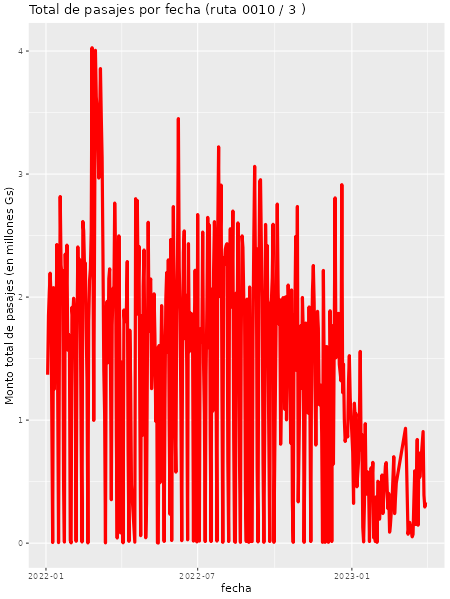 Total de pasajes por fecha (ruta 0010 / 3 )
Monto total de pasajes (en millones Gs)
4
3
2
1
0
2022-01
2022-07
2023-01
fecha